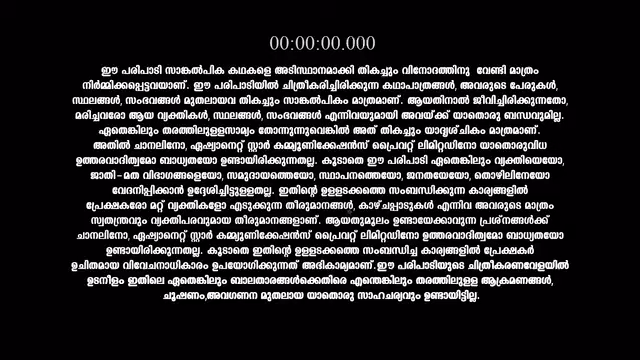 00:00:00.000
ഈ പരിപാടി സാങ്കൽപിക കഥകളെ അടിസ്ഥാനമാക്കി തികച്ചും വിനോദത്തിനു വേണ്ടി മാത്രം
നിർമ്മിക്കപ്പെട്ടവയാണ്. ഈ പരിപാടിയിൽ ചിത്രീകരിച്ചിരിക്കുന്ന കഥാപാത്രങ്ങൾ, അവരുടെ പേരുകൾ,
സ്ഥലങ്ങൾ, സംഭവങ്ങൾ മുതലായവ തികച്ചും സാങ്കൽപികം മാത്രമാണ്. ആയതിനാൽ ജീവിച്ചിരിക്കുന്നതോ,
മരിച്ചവരോ ആയ വ്യക്തികൾ, സ്ഥലങ്ങൾ, സംഭവങ്ങൾ എന്നിവയുമായി അവയ്ക്ക് യാതൊരു ബന്ധവുമില്ല.
ഏതെങ്കിലും തരത്തിലുള്ളസാമ്യം തോന്നുന്നുവെങ്കിൽ അത് തികച്ചും യാദൃശ്ചികം മാത്രമാണ്.
അതിൽ ചാനലിനോ, ഏഷ്യാനെറ്റ് സ്റ്റാർ കമ്മ്യൂണിക്കേഷൻസ് പ്രൈവറ്റ് ലിമിറ്റഡിനോ യാതൊരുവിധ
ഉത്തരവാദിത്വമോ ബാധ്യതയോ ഉണ്ടായിരിക്കുന്നതല്ല. കൂടാതെ ഈ പരിപാടി ഏതെങ്കിലും വ്യക്തിയെയോ,
ജാതി-മത വിഭാഗങ്ങളെയോ, സമുദായത്തെയോ, സ്ഥാപനത്തെയോ, ജനതയേയോ, തൊഴിലിനേയോ
വേദനിപ്പിക്കാൻ ഉദ്ദേശിച്ചിട്ടുള്ളതല്ല. ഇതിന്റെ ഉള്ളടക്കത്തെ സംബന്ധിക്കുന്ന കാര്യങ്ങളിൽ
പ്രേക്ഷകരോ മറ്റ് വ്യക്തികളോ എടുക്കുന്ന തീരുമാനങ്ങൾ, കാഴ്ചപ്പാടുകൾ എന്നിവ അവരുടെ മാത്രം
സ്വതന്ത്രവും വ്യക്തിപരവുമായ തീരുമാനങ്ങളാണ്. ആയതുമൂലം ഉണ്ടായേക്കാവുന്ന പ്രശ്നങ്ങൾക്ക്
ചാനലിനോ, ഏഷ്യാനെറ്റ് സ്റ്റാർ കമ്മ്യൂണിക്കേഷൻസ് പ്രൈവറ്റ് ലിമിറ്റഡിനോ ഉത്തരവാദിത്വമോ ബാധ്യതയോ
ഉണ്ടായിരിക്കുന്നതല്ല. കൂടാതെ ഇതിന്റെ ഉള്ളടക്കത്തെ സംബന്ധിച്ച കാര്യങ്ങളിൽ പ്രേക്ഷകർ
ഉചിതമായ വിവേചനാധികാരം ഉപയോഗിക്കുന്നത് അഭികാമ്യമാണ്.ഈ പരിപാടിയുടെ ചിത്രീകരണവേളയിൽ
ഉടനീളം ഇതിലെ ഏതെങ്കിലും ബാലതാരങ്ങൾക്കെതിരെ എന്തെങ്കിലും തരത്തിലുള്ള ആക്രമണങ്ങൾ,
ചൂഷണം,അവഗണന മുതലായ യാതൊരു സാഹചര്യവും ഉണ്ടായിട്ടില്ല.